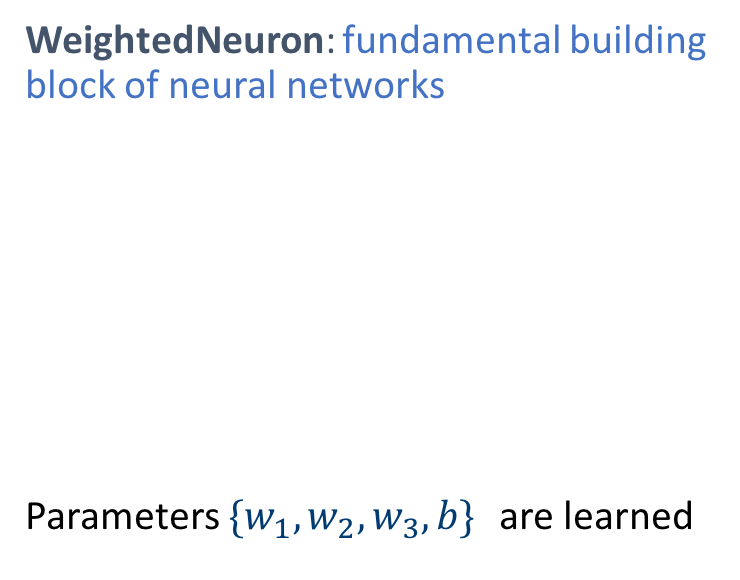 WeightedNeuron: fundamental building
block of neural networks
Parameters {w₁, w₂, w₃, b} are learned